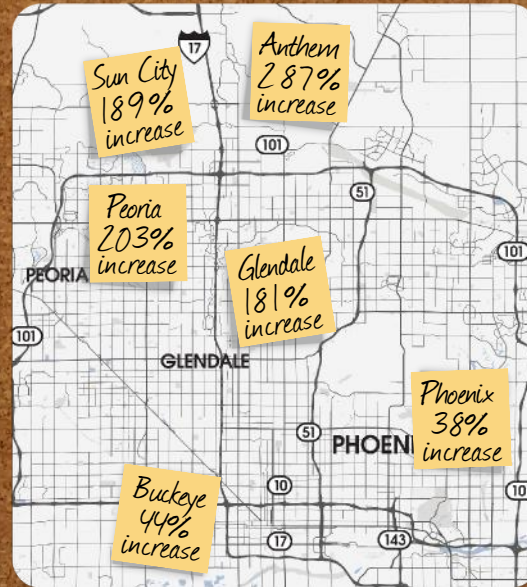 17
Anthem
287%
increase
Sun City
189%
increase
101
51
Peoria
203%
increase
101
PEORIA
Glendale
181%
increase
101
GLENDALE
Phoenix
38%
increase
51
PHOENI
Buckeye
44%
increase
10
10
17
143